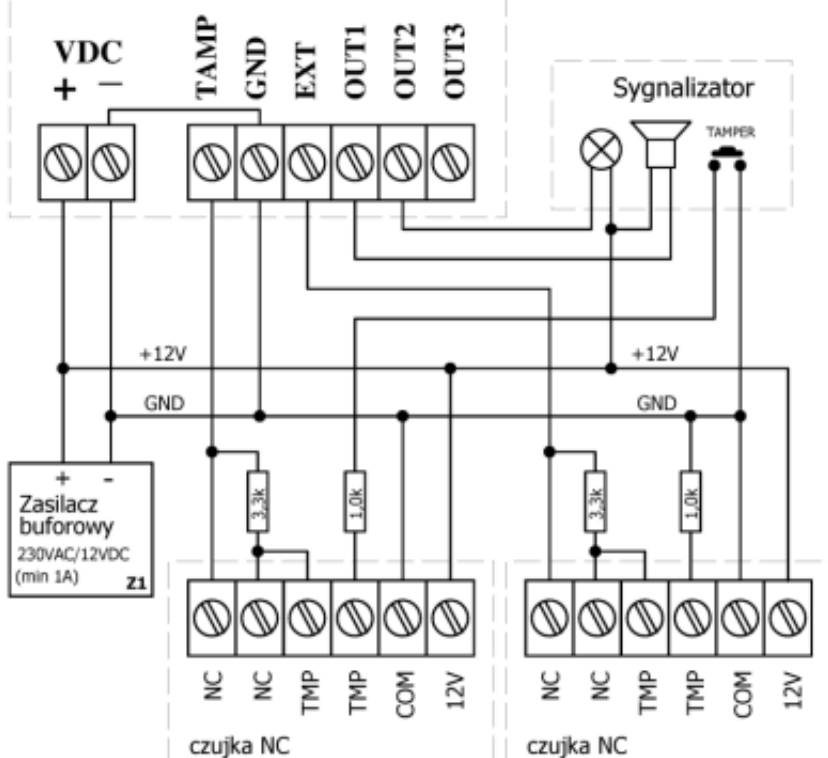 VDC
+ −
TAMP
GND
EXT
OUT1
OUT2
OUT3
Sygnalizator
TAMPER
+12V
+12V
GND
GND
+ -
Zasilacz
buforowy
230VAC/12VDC
(min 1A)
Z1
3,3k
1,0k
3,3k
1,0k
NC
NC
TMP
TMP
COM
12V
NC
NC
TMP
TMP
COM
12V
czujka NC
czujka NC